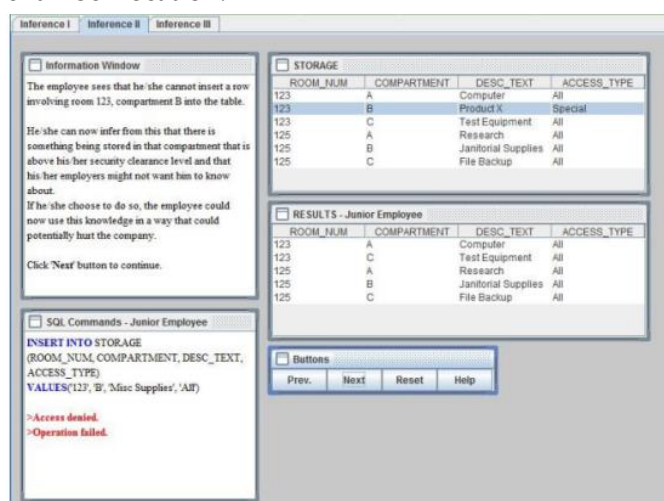 Inference I Inference II Inference III
Information Window
The employee sees that he/she cannot insert a row
involving room 123, compartment B into the table.
He/she can now infer from this that there is
something being stored in that compartment that is
above his/her security clearance level and that
his/her employers might not want him to know
about.
If he/she choose to do so, the employee could
now use this knowledge in a way that could
potentially hurt the company.
Click 'Next' button to continue.
SQL Commands - Junior Employee
INSERT INTO STORAGE
(ROOM_NUM, COMPARTMENT, DESC_TEXT,
ACCESS_TYPE)
VALUES('123', 'B', 'Misc Supplies', 'All')
>Access denied.
>Operation failed.
STORAGE
ROOM_NUM COMPARTMENT DESC_TEXT ACCESS_TYPE
123 A Computer All
123 B Product X Special
123 C Test Equipment All
125 A Research All
125 B Janitorial Supplies All
125 C File Backup All
RESULTS - Junior Employee
ROOM_NUM COMPARTMENT DESC_TEXT ACCESS_TYPE
123 A Computer All
123 C Test Equipment All
125 A Research All
125 B Janitorial Supplies All
125 C File Backup All
Buttons
Prev. Next Reset Help